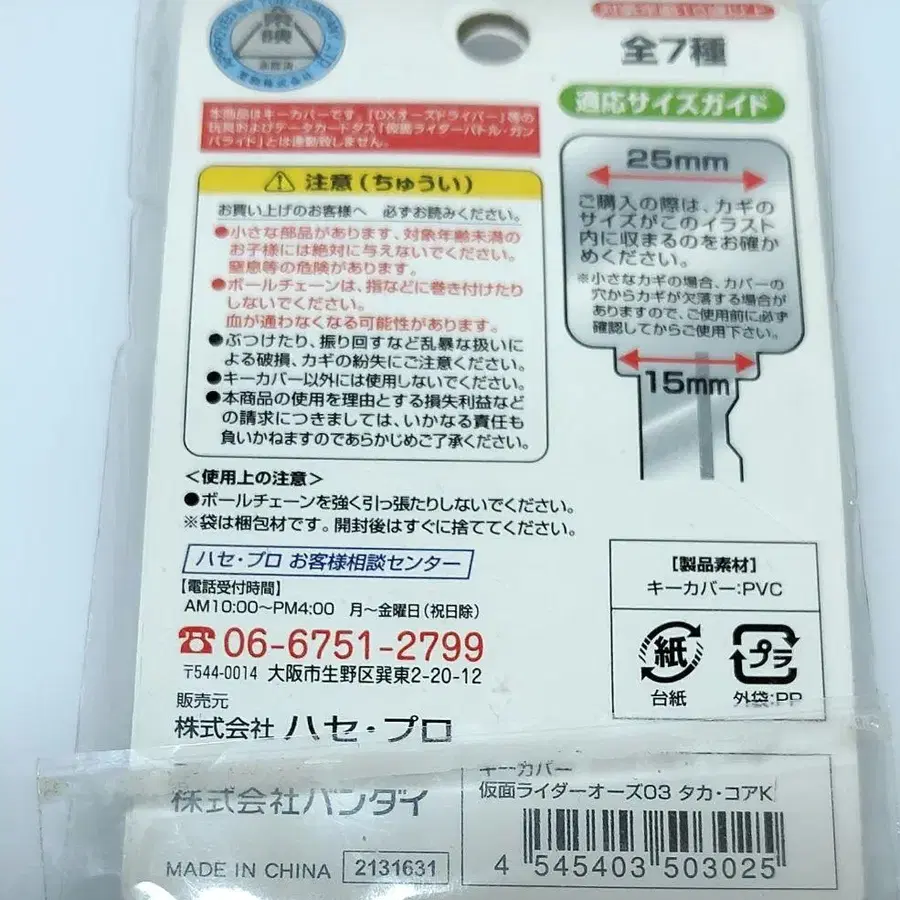 全7種
適応サイズガイド
本商品はキーカバーです。「DXオーズドライバー」等の
玩具およびデータカードダス「仮面ライダーバトル・ガン
バライド」とは連動致しません。
注意(ちゅうい)
お買い上げのお客様へ 必ずお読みください。
●小さな部品があります、対象年齢未満の
お子様には絶対に与えないでください。
窒息等の危険があります。
●ボールチェーンは、指などに巻き付けたり
しないでください。
血が通わなくなる可能性があります。
●ぶつけたり、振り回すなど乱暴な扱いに
よる破損、カギの紛失にご注意ください。
●キーカバー以外には使用しないでください。
●本商品の使用を理由とする損失利益など
の請求につきましては、いかなる責任も
負いかねますのであらかじめご了承ください。
25mm
ご購入の際は、カギの
サイズがこのイラスト
内に収まるのをお確か
めください。
※小さなカギの場合、カバーの
穴からカギが欠落する場合が
ありますので、ご使用前に必ず
確認してからご使用下さい。
15mm
<使用上の注意>
●ボールチェーンを強く引っ張たりしないでください。
※袋は梱包材です。開封後はすぐに捨ててください。
ハセ・プロ お客様相談センター
【電話受付時間】
AM10:00〜PM4:00 月〜金曜日(祝日除)
☎06-6751-2799
〒544-0014 大阪市生野区巽東2-20-12
販売元
株式会社 ハセ・プロ
【製品素材】
キーカバー:PVC
紙
台紙
プラ
外袋:PP
株式会社バンダイ
MADE IN CHINA 2131631
キーカバー
仮面ライダーオーズ03 タカ・コアK
4 545403 503025